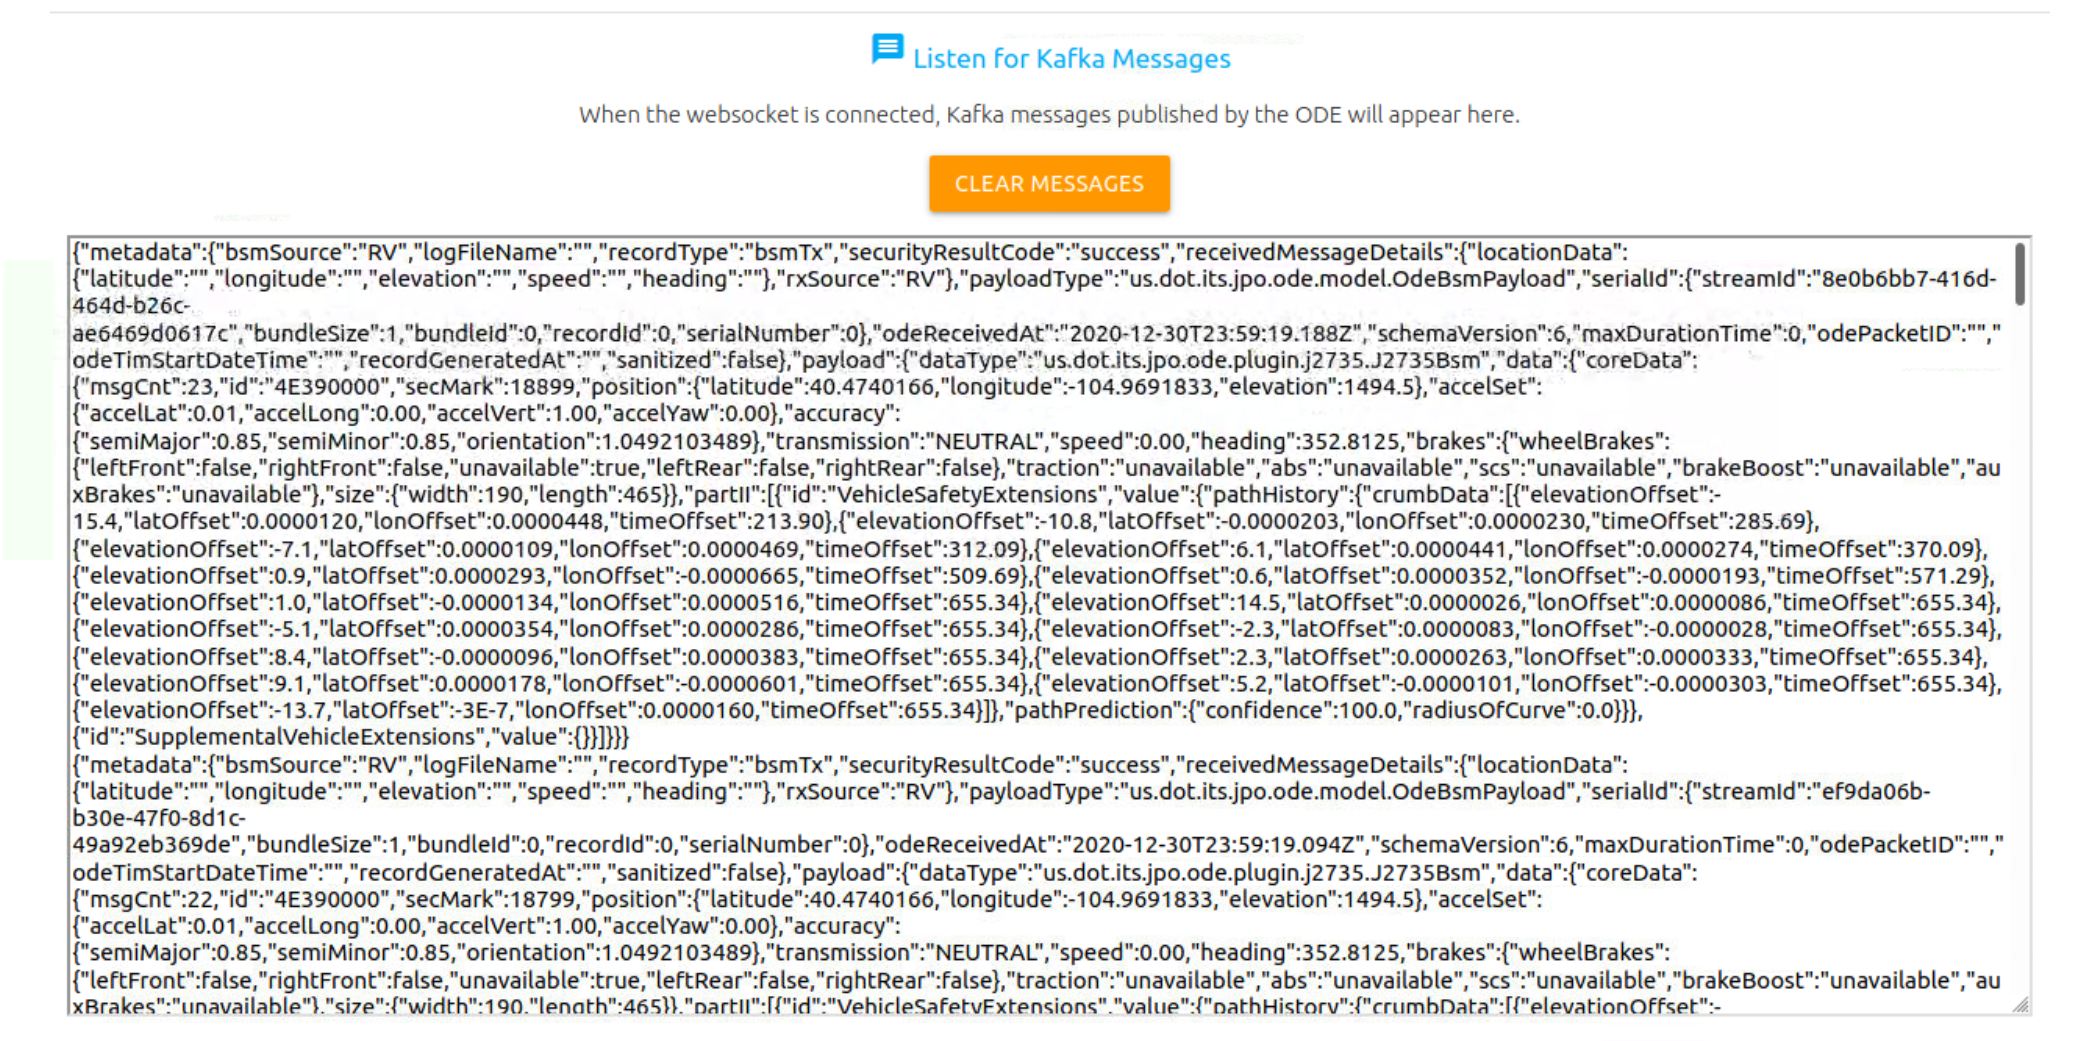 Listen for Kafka Messages
When the websocket is connected, Kafka messages published by the ODE will appear here.
CLEAR MESSAGES
{"metadata":{"bsmSource":"RV","logFileName":"","recordType":"bsmTx","securityResultCode":"success","receivedMessageDetails":{"locationData":
{"latitude":"","longitude":"","elevation":"","speed":"","heading":""},"rxSource":"RV"},"payloadType":"us.dot.its.jpo.ode.model.OdeBsmPayload","serialId":{"streamId":"8e0b6bb7-416d-
464d-b26c-
ae6469d0617c","bundleSize":1,"bundleId":0,"recordId":0,"serialNumber":0},"odeReceivedAt":"2020-12-30T23:59:19.188Z","schemaVersion":6,"maxDurationTime":0,"odePacketID":"","
odeTimStartDateTime":"","recordGeneratedAt":"","sanitized":false},"payload":{"dataType":"us.dot.its.jpo.ode.plugin.j2735.J2735Bsm","data":{"coreData":
{"msgCnt":23,"id":"4E390000","secMark":18899,"position":{"latitude":40.4740166,"longitude":-104.9691833,"elevation":1494.5},"accelSet":
{"accelLat":0.01,"accelLong":0.00,"accelVert":1.00,"accelYaw":0.00},"accuracy":
{"semiMajor":0.85,"semiMinor":0.85,"orientation":1.0492103489},"transmission":"NEUTRAL","speed":0.00,"heading":352.8125,"brakes":{"wheelBrakes":
{"leftFront":false,"rightFront":false,"unavailable":true,"leftRear":false,"rightRear":false},"traction":"unavailable","abs":"unavailable","scs":"unavailable","brakeBoost":"unavailable","au
xBrakes":"unavailable"},"size":{"width":190,"length":465}},"partII":[{"id":"VehicleSafetyExtensions","value":{"pathHistory":{"crumbData":[{"elevationOffset":-
15.4,"latOffset":0.0000120,"lonOffset":0.0000448,"timeOffset":213.90},{"elevationOffset":-10.8,"latOffset":-0.0000203,"lonOffset":0.0000230,"timeOffset":285.69},
{"elevationOffset":-7.1,"latOffset":0.0000109,"lonOffset":0.0000469,"timeOffset":312.09},{"elevationOffset":6.1,"latOffset":0.0000441,"lonOffset":0.0000274,"timeOffset":370.09},
{"elevationOffset":0.9,"latOffset":0.0000293,"lonOffset":-0.0000665,"timeOffset":509.69},{"elevationOffset":0.6,"latOffset":0.0000352,"lonOffset":-0.0000193,"timeOffset":571.29},
{"elevationOffset":1.0,"latOffset":-0.0000134,"lonOffset":0.0000516,"timeOffset":655.34},{"elevationOffset":14.5,"latOffset":0.0000026,"lonOffset":0.0000086,"timeOffset":655.34},
{"elevationOffset":-5.1,"latOffset":0.0000354,"lonOffset":0.0000286,"timeOffset":655.34},{"elevationOffset":-2.3,"latOffset":0.0000083,"lonOffset":-0.0000028,"timeOffset":655.34},
{"elevationOffset":8.4,"latOffset":-0.0000096,"lonOffset":0.0000383,"timeOffset":655.34},{"elevationOffset":2.3,"latOffset":0.0000263,"lonOffset":0.0000333,"timeOffset":655.34},
{"elevationOffset":9.1,"latOffset":0.0000178,"lonOffset":-0.0000601,"timeOffset":655.34},{"elevationOffset":5.2,"latOffset":-0.0000101,"lonOffset":-0.0000303,"timeOffset":655.34},
{"elevationOffset":-13.7,"latOffset":-3E-7,"lonOffset":0.0000160,"timeOffset":655.34}]},"pathPrediction":{"confidence":100.0,"radiusOfCurve":0.0}}},
{"id":"SupplementalVehicleExtensions","value":{}}]}}}
{"metadata":{"bsmSource":"RV","logFileName":"","recordType":"bsmTx","securityResultCode":"success","receivedMessageDetails":{"locationData":
{"latitude":"","longitude":"","elevation":"","speed":"","heading":""},"rxSource":"RV"},"payloadType":"us.dot.its.jpo.ode.model.OdeBsmPayload","serialId":{"streamId":"ef9da06b-
b30e-47f0-8d1c-
49a92eb369de","bundleSize":1,"bundleId":0,"recordId":0,"serialNumber":0},"odeReceivedAt":"2020-12-30T23:59:19.094Z","schemaVersion":6,"maxDurationTime":0,"odePacketID":"","
odeTimStartDateTime":"","recordGeneratedAt":"","sanitized":false},"payload":{"dataType":"us.dot.its.jpo.ode.plugin.j2735.J2735Bsm","data":{"coreData":
{"msgCnt":22,"id":"4E390000","secMark":18799,"position":{"latitude":40.4740166,"longitude":-104.9691833,"elevation":1494.5},"accelSet":
{"accelLat":0.01,"accelLong":0.00,"accelVert":1.00,"accelYaw":0.00},"accuracy":
{"semiMajor":0.85,"semiMinor":0.85,"orientation":1.0492103489},"transmission":"NEUTRAL","speed":0.00,"heading":352.8125,"brakes":{"wheelBrakes":
{"leftFront":false,"rightFront":false,"unavailable":true,"leftRear":false,"rightRear":false},"traction":"unavailable","abs":"unavailable","scs":"unavailable","brakeBoost":"unavailable","au
xBrakes":"unavailable"},"size":{"width":190,"length":465}},"partII":[{"id":"VehicleSafetyExtensions","value":{"pathHistory":{"crumbData":[{"elevationOffset":-